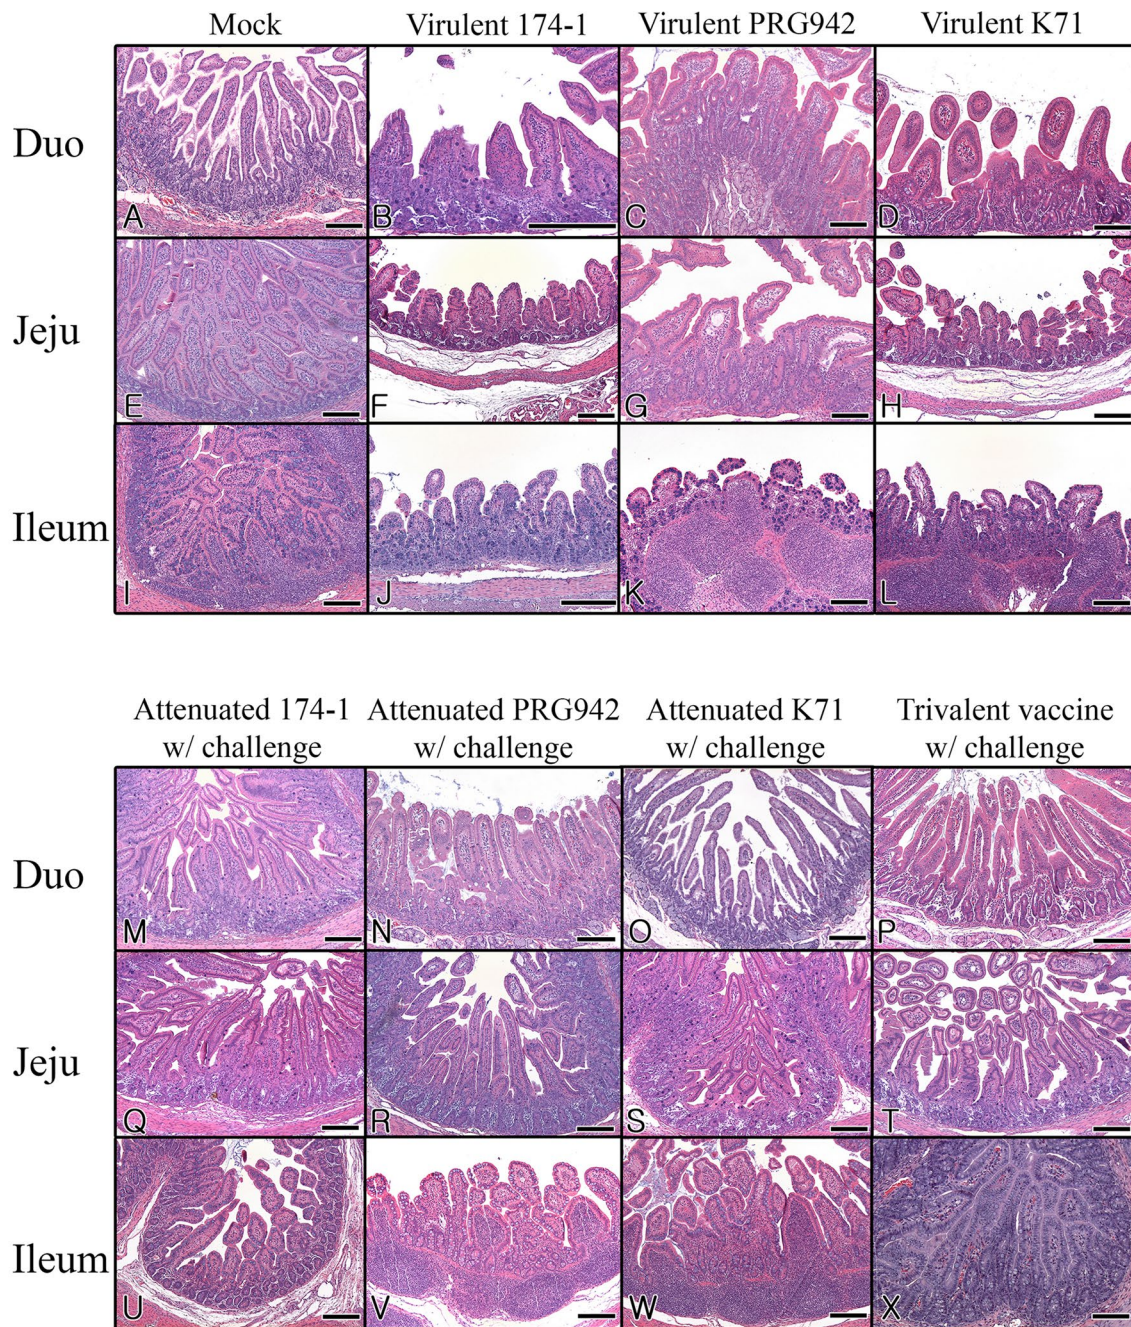 Mock Virulent 174-1 Virulent PRG942 Virulent K71
Duo
A B C D
Jeju
E F G H
Ileum
I J K L
Attenuated 174-1 w/ challenge
Attenuated PRG942 w/ challenge
Attenuated K71 w/ challenge
Trivalent vaccine w/ challenge
Duo
M N O P
Jeju
Q R S T
Ileum
U V W X